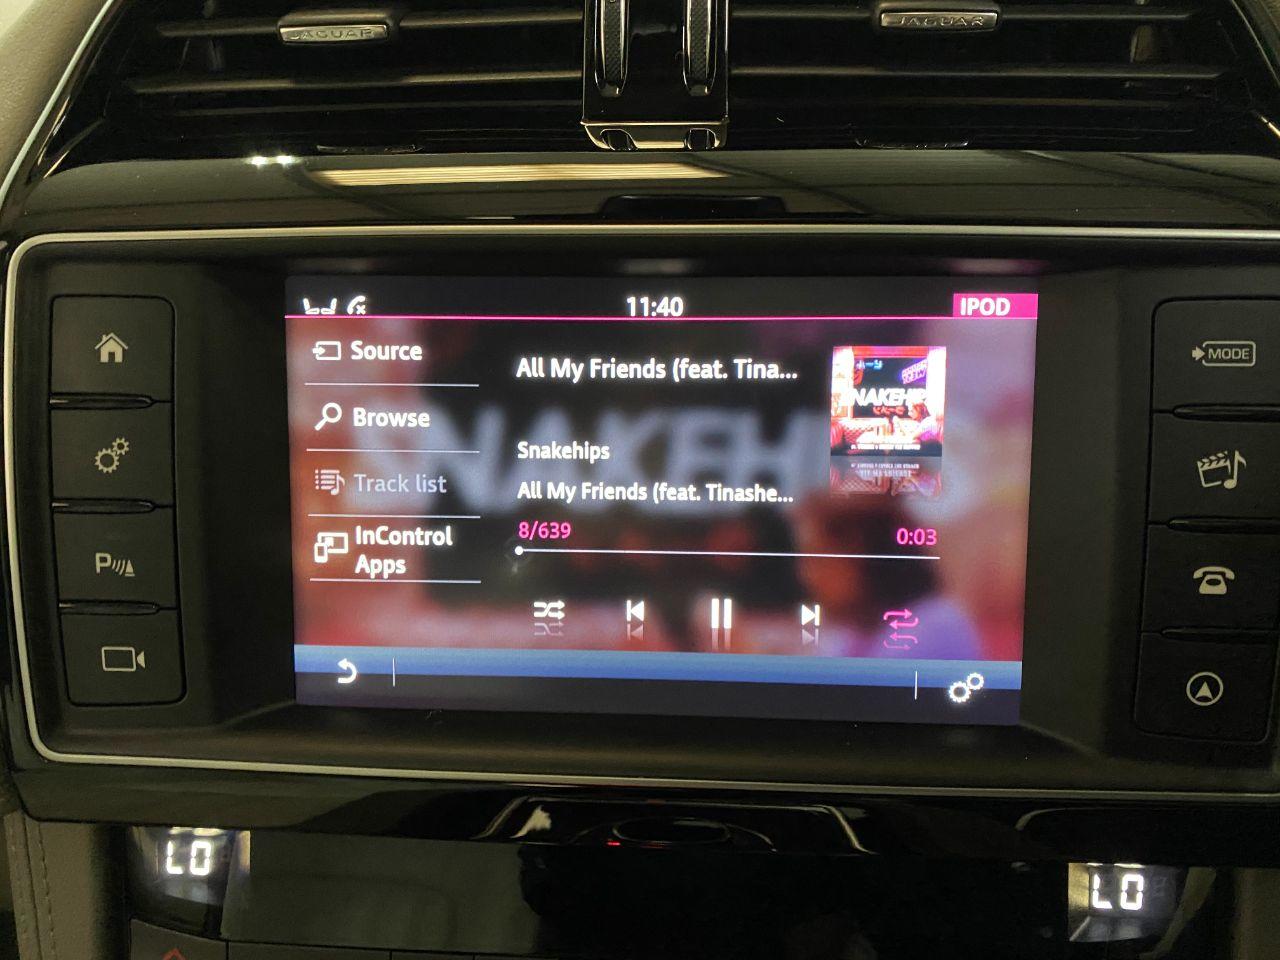 JAGUAR
JAGUAR
11:40
IPOD
Source
Browse
Track list
InControl
Apps
All My Friends (feat. Tina...
Snakehips
All My Friends (feat. Tinashe...
8/639
0:03
SNAKEHIPS
MODE
P
LO
LO